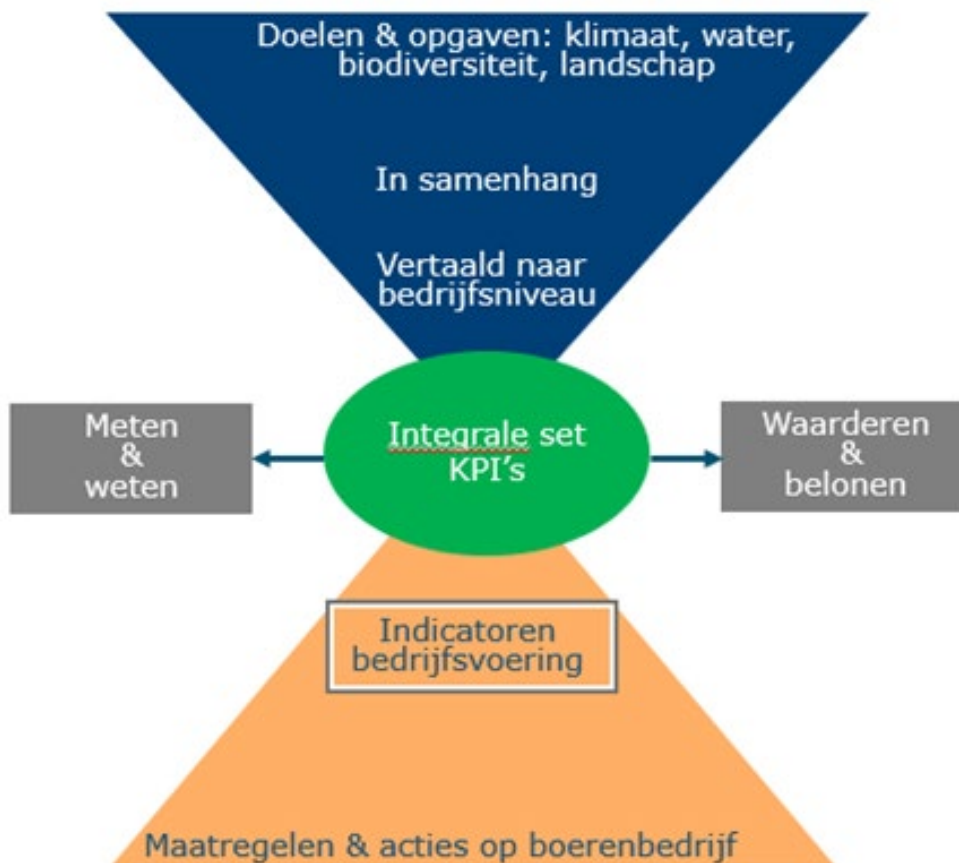 Doelen & opgaven: klimaat, water,
biodiversiteit, landschap
In samenhang
Vertaald naar
bedrijfsniveau
Meten
&
weten
Integrale set
KPI's
Waarderen
&
belonen
Indicatoren
bedrijfsvoering
Maatregelen & acties op boerenbedrijf